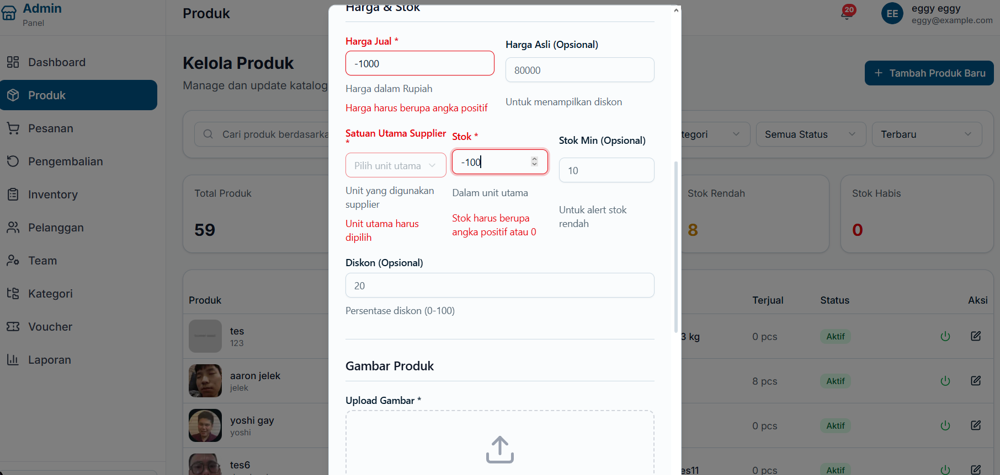 Admin
Panel
Produk
20
EE
eggy eggy
eggy@example.com
Dashboard
Produk
Pesanan
Pengembalian
Inventory
Pelanggan
Team
Kategori
Voucher
Laporan
Kelola Produk
Manage dan update katalog
+ Tambah Produk Baru
Cari produk berdasarka
tegori
Semua Status
Terbaru
Total Produk
59
Stok Rendah
8
Stok Habis
0
Produk
Terjual
Status
Aksi
tes
123
3 kg
0 pcs
Aktif
aaron jelek
jelek
8 pcs
Aktif
yoshi gay
yoshi
0 pcs
Aktif
tes6
es11
0 pcs
Aktif
Harga & Stok
Harga Jual *
-1000
Harga dalam Rupiah
Harga harus berupa angka positif
Harga Asli (Opsional)
80000
Untuk menampilkan diskon
Satuan Utama Supplier
*
Pilih unit utama
Unit yang digunakan
supplier
Unit utama harus
dipilih
Stok *
-100
Dalam unit utama
Stok harus berupa
angka positif atau 0
Stok Min (Opsional)
10
Untuk alert stok
rendah
Diskon (Opsional)
20
Persentase diskon (0-100)
Gambar Produk
Upload Gambar *